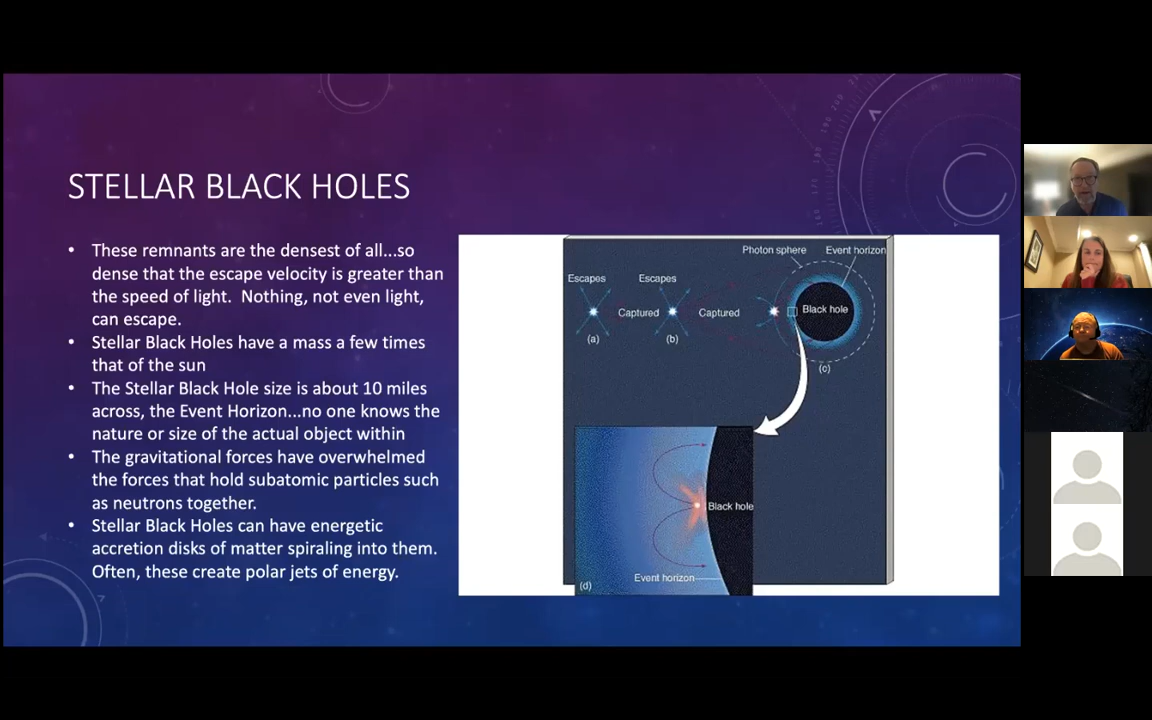 STELLAR BLACK HOLES
• These remnants are the densest of all...so
dense that the escape velocity is greater than
the speed of light.  Nothing, not even light,
can escape.
• Stellar Black Holes have a mass a few times
that of the sun
• The Stellar Black Hole size is about 10 miles
across, the Event Horizon...no one knows the
nature or size of the actual object within
• The gravitational forces have overwhelmed
the forces that hold subatomic particles such
as neutrons together.
• Stellar Black Holes can have energetic
accretion disks of matter spiraling into them.
Often, these create polar jets of energy.
Photon sphere Event horizon
Escapes Escapes
Captured Captured Black hole
(a) (b)
(c)
Black hole
Event horizon
(d)